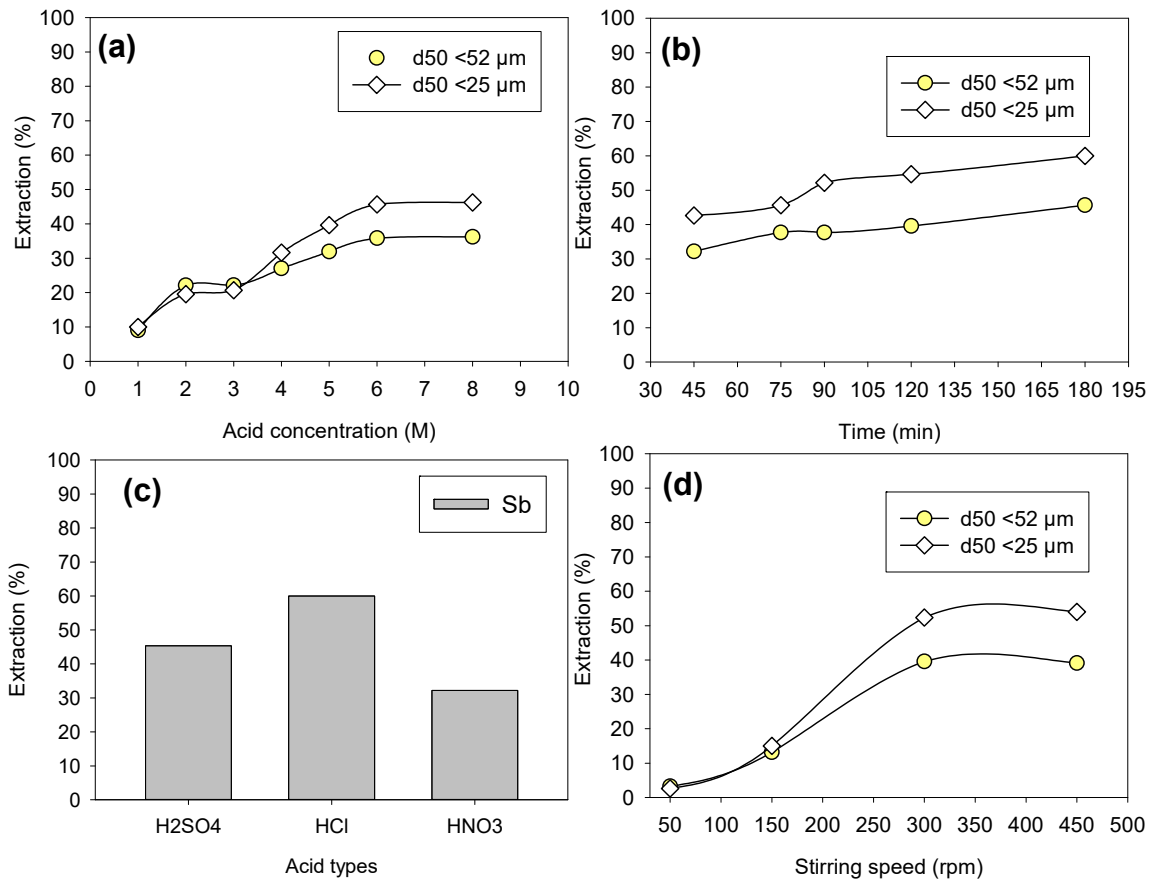 (a)
d50 <52 µm
d50 <25 µm
100
90
80
70
60
50
40
30
20
10
0
Extraction (%)
0 1 2 3 4 5 6 7 8 9 10
Acid concentration (M)
(b)
d50 <52 µm
d50 <25 µm
100
90
80
70
60
50
40
30
20
10
0
Extraction (%)
30 45 60 75 90 105 120 135 150 165 180 195
Time (min)
(c)
Sb
100
90
80
70
60
50
40
30
20
10
0
Extraction (%)
H2SO4 HCl HNO3
Acid types
(d)
d50 <52 µm
d50 <25 µm
100
90
80
70
60
50
40
30
20
10
0
Extraction (%)
50 100 150 200 250 300 350 400 450 500
Stirring speed (rpm)